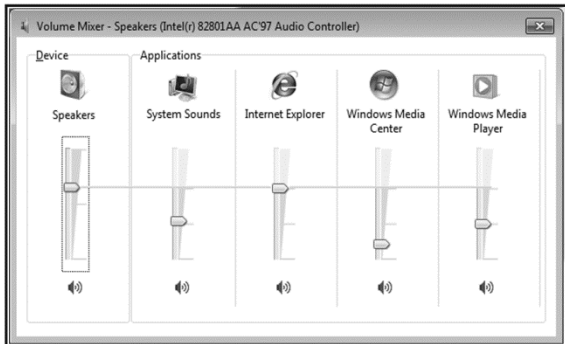 Volume Mixer - Speakers (Intel(r) 82801AA AC'97 Audio Controller)
Device
Applications
Speakers
System Sounds
Internet Explorer
Windows Media
Center
Windows Media
Player